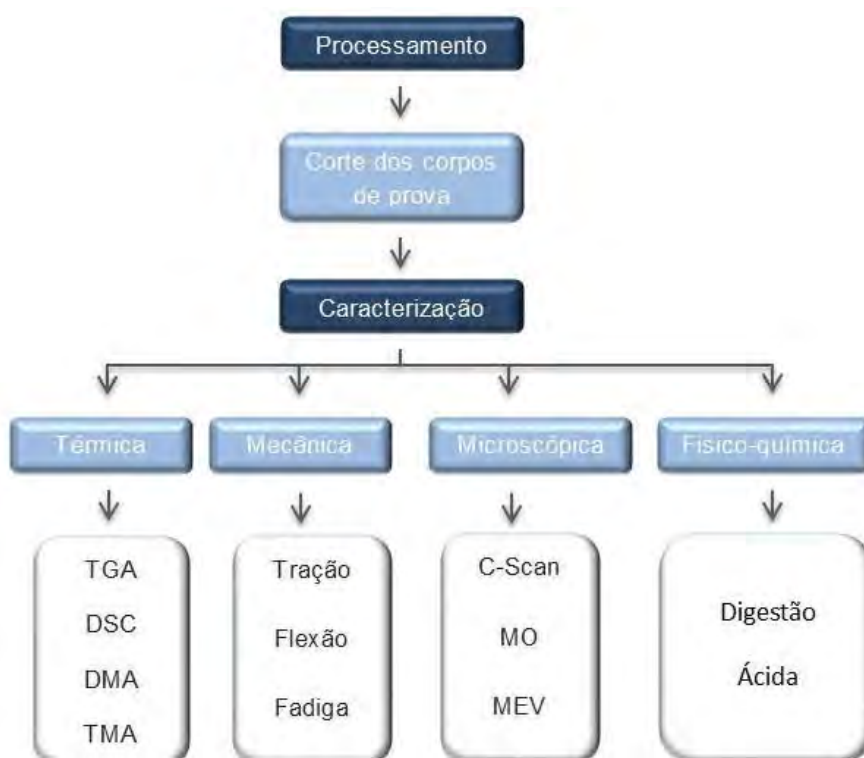 Processamento
Corte dos corpos
de prova
Caracterização
Térmica
Mecânica
Microscópica
Físico-química
TGA
DSC
DMA
TMA
Tração
Flexão
Fadiga
C-Scan
MO
MEV
Digestão
Ácida